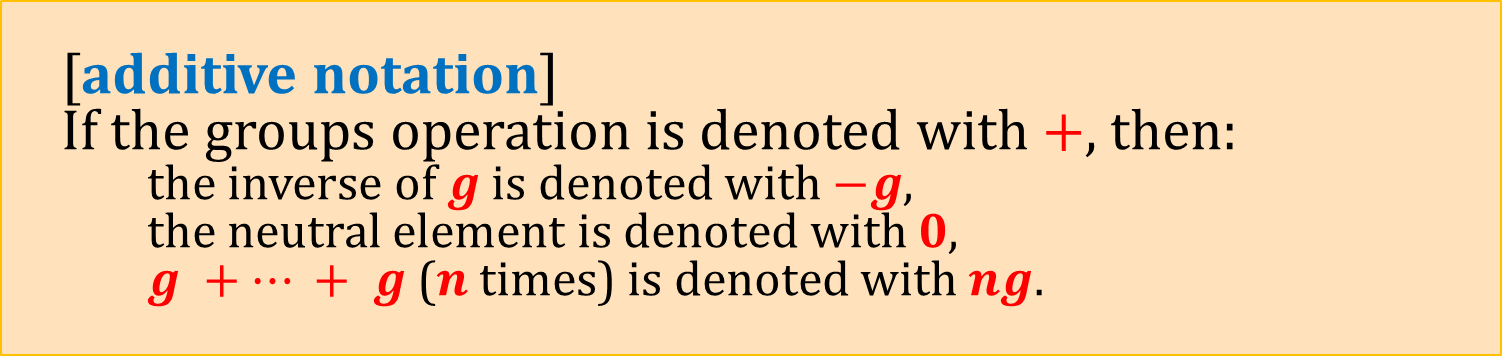 [additive notation]
If the groups operation is denoted with +, then:
the inverse of g is denoted with −g,
the neutral element is denoted with 0,
g + ⋯ + g (n times) is denoted with ng.